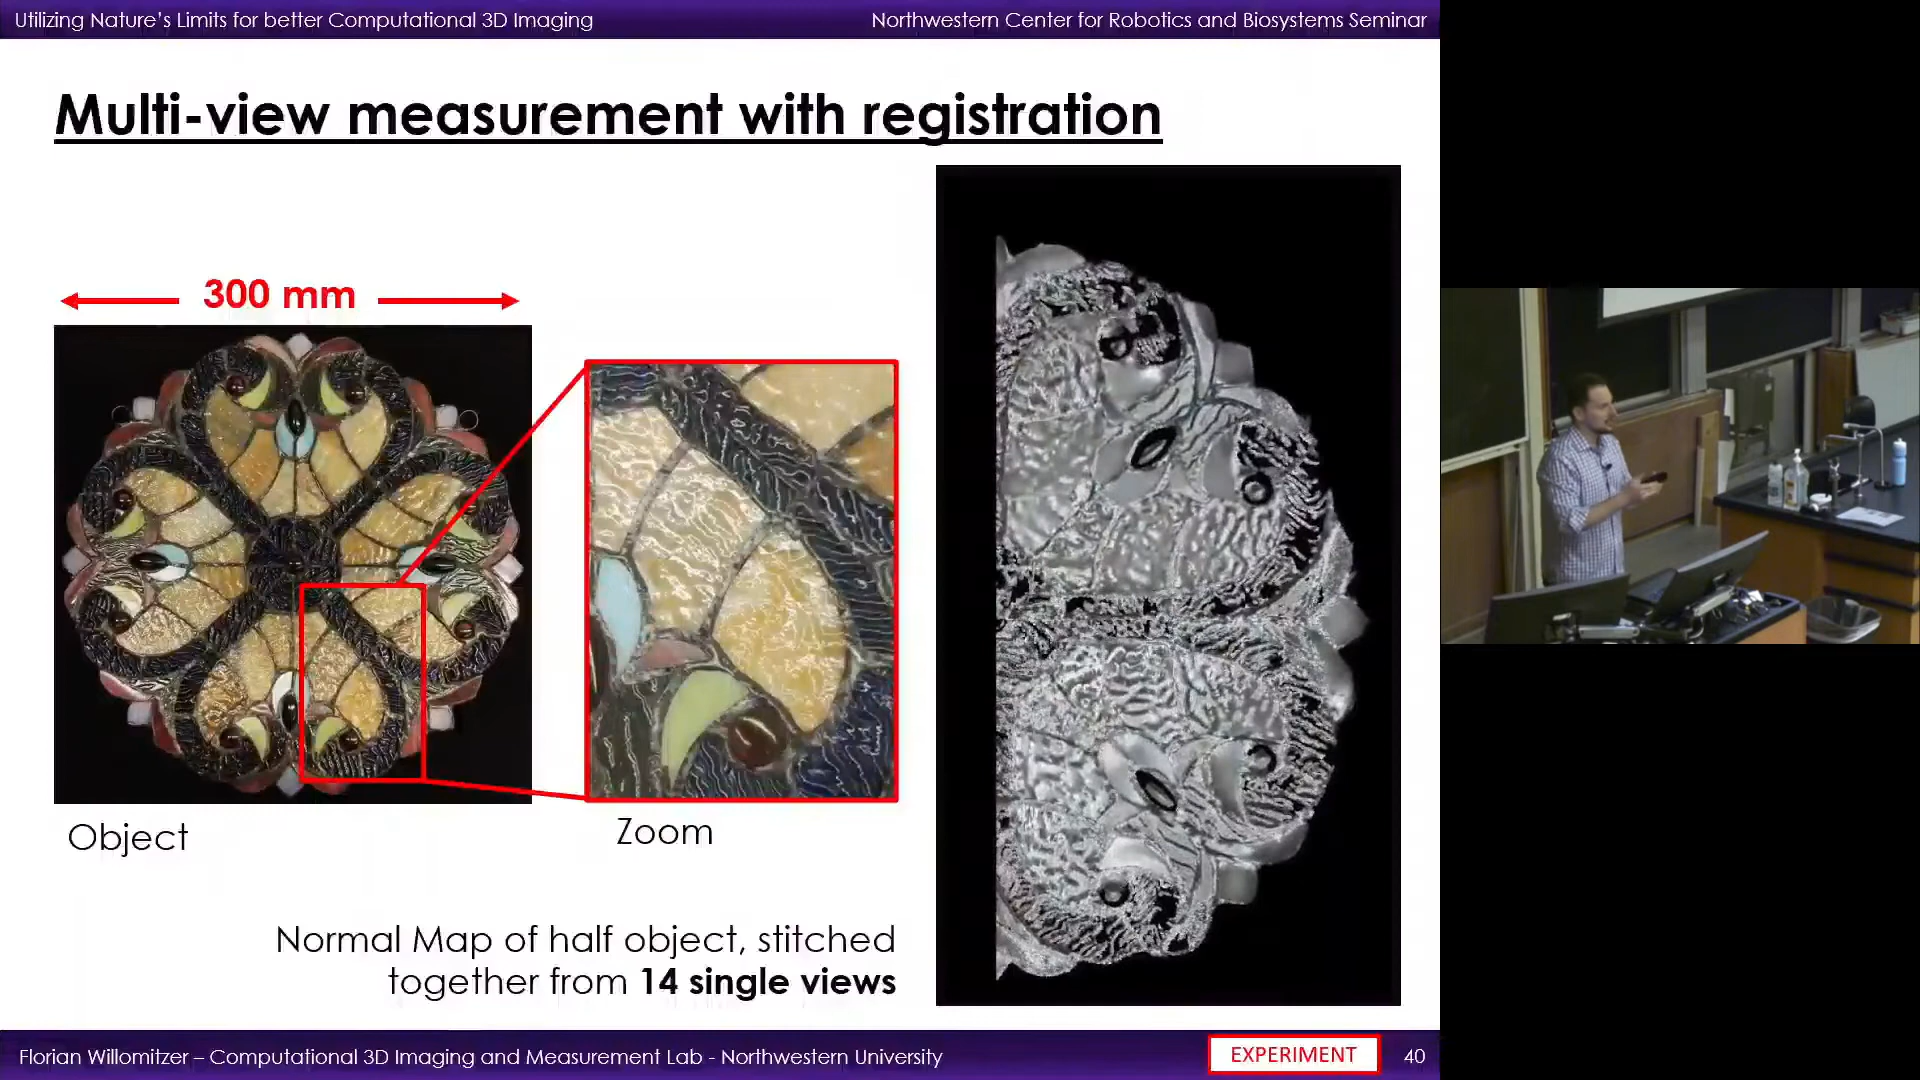 Utilizing Nature's Limits for better Computational 3D Imaging
Northwestern Center for Robotics and Biosystems Seminar
Multi-view measurement with registration
300 mm
Object
Zoom
Normal Map of half object, stitched
together from 14 single views
Florian Willomitzer – Computational 3D Imaging and Measurement Lab - Northwestern University
EXPERIMENT
40